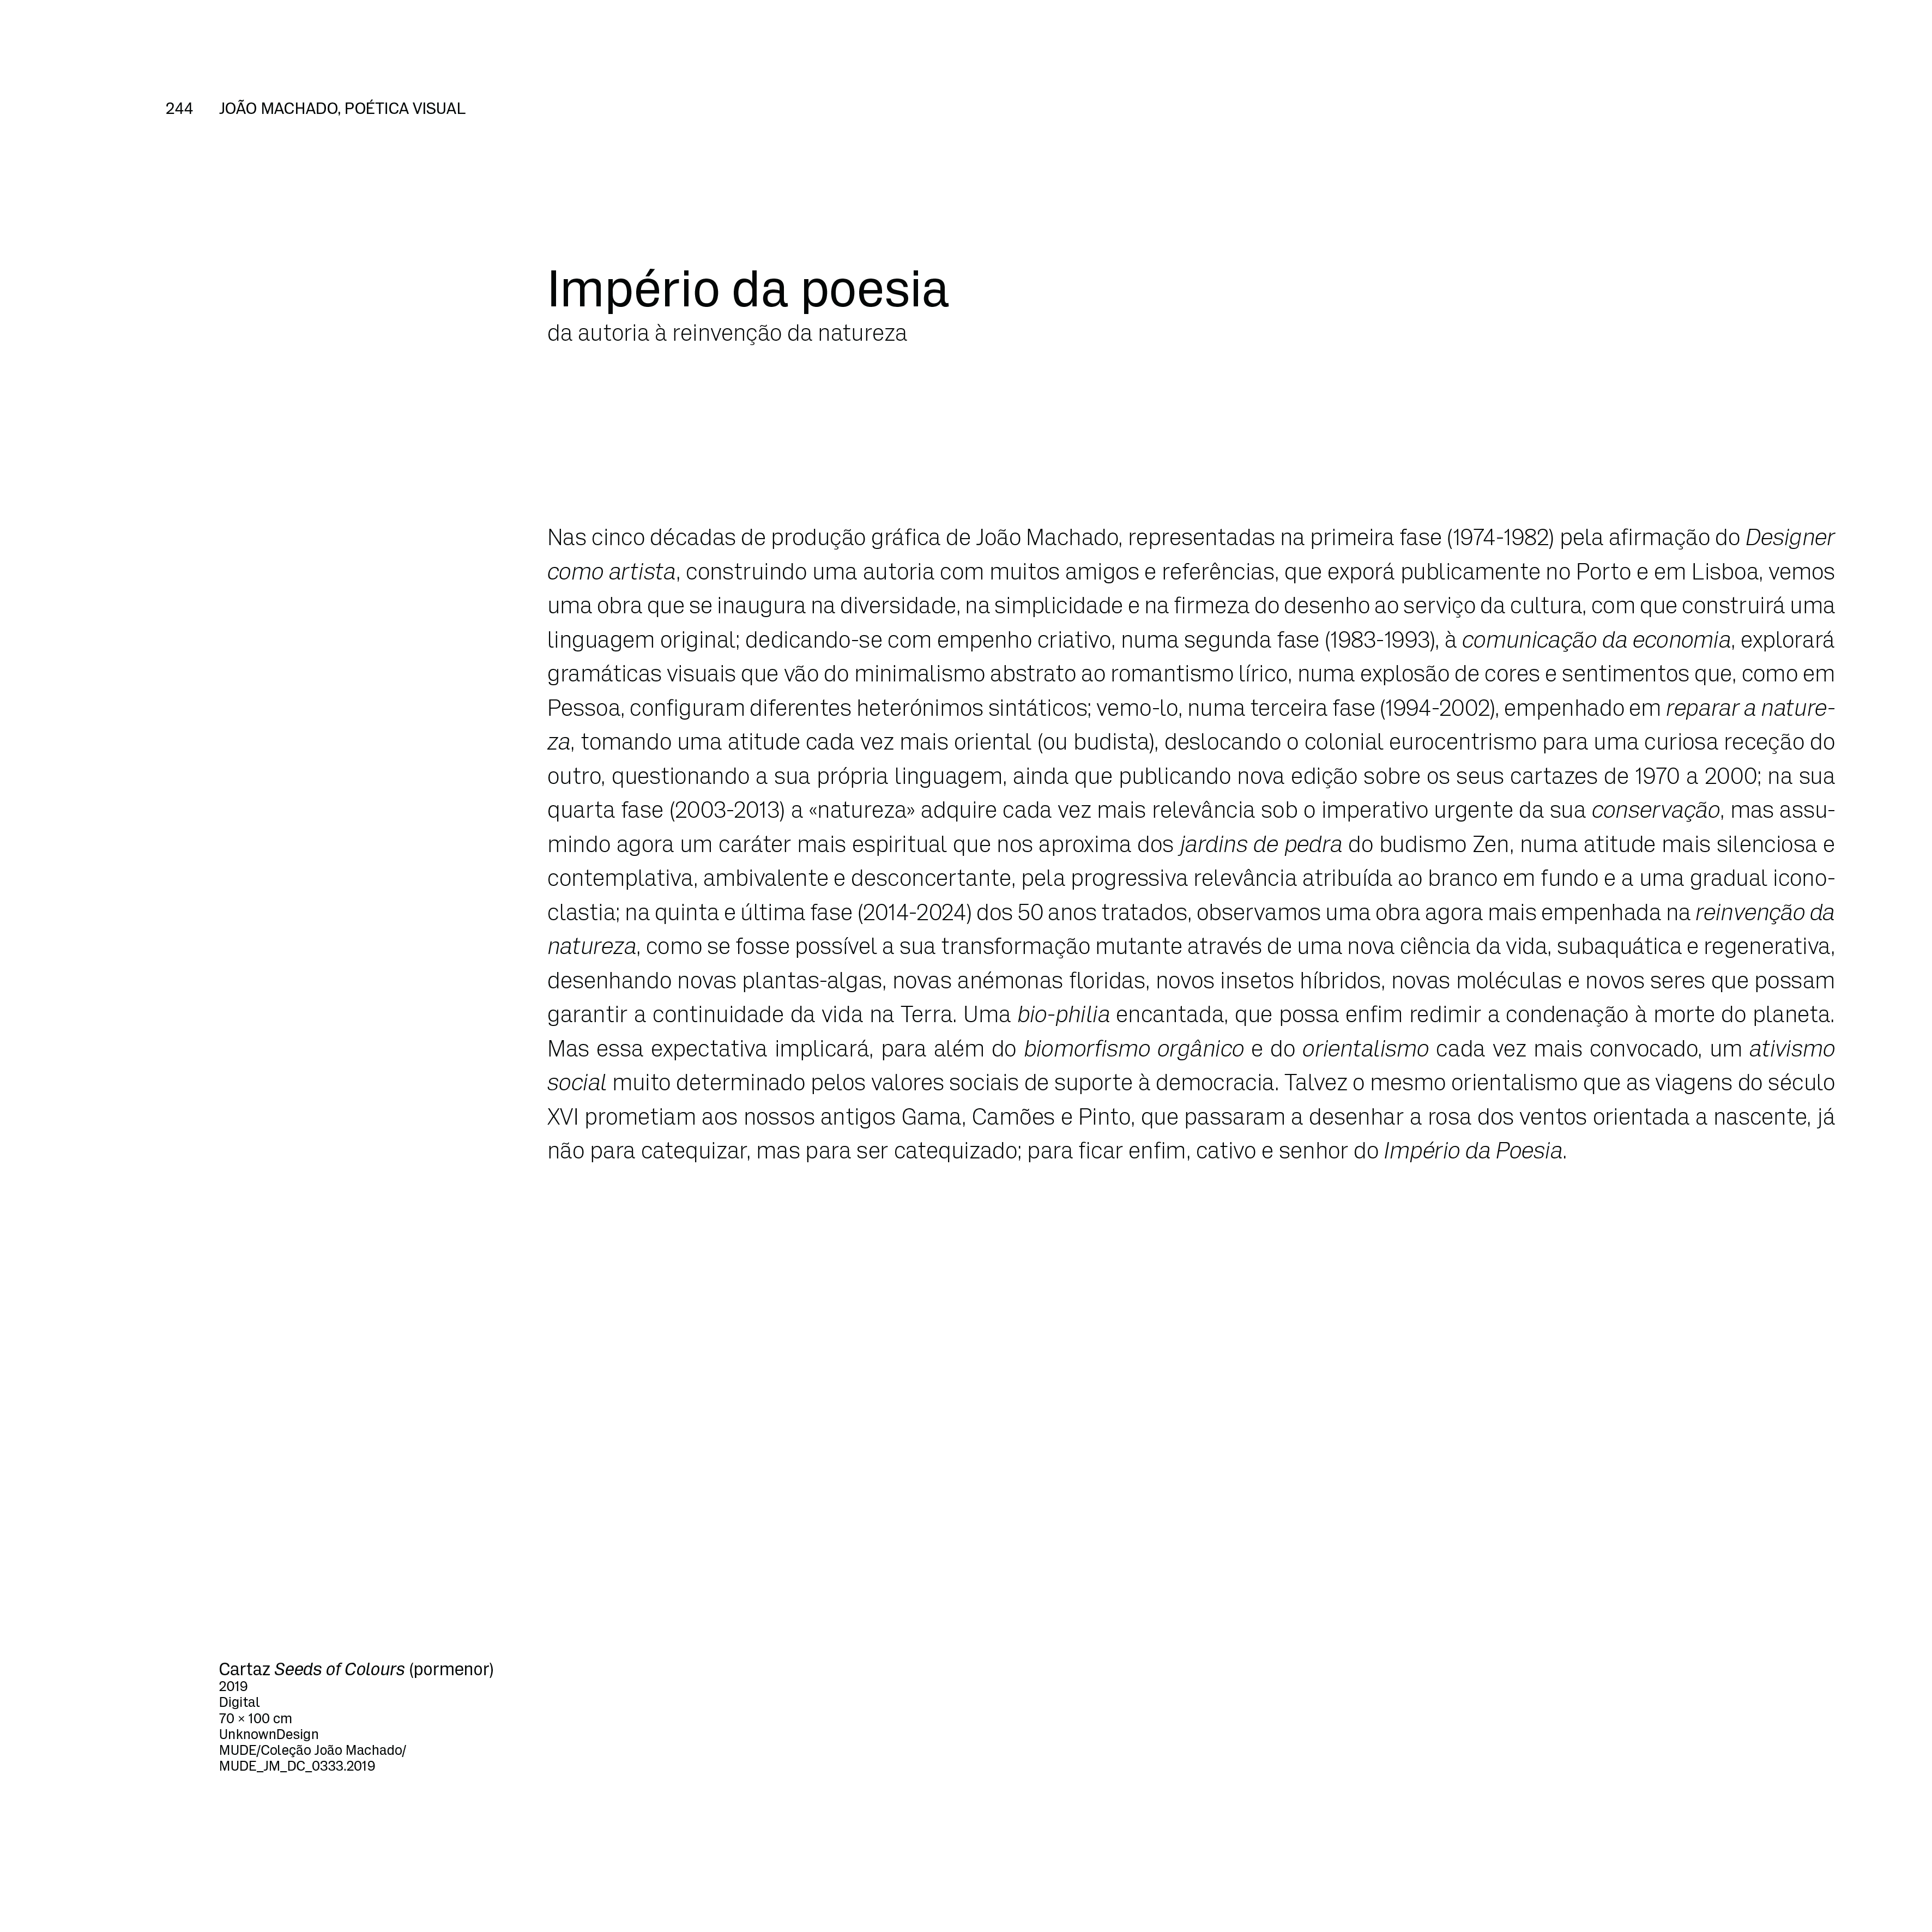 244 JOÃO MACHADO, POÉTICA VISUAL
Império da poesia
da autoria à reinvenção da natureza
Nas cinco décadas de produção gráfica de João Machado, representadas na primeira fase (1974-1982) pela afirmação do Designer
como artista, construindo uma autoria com muitos amigos e referências, que exporá publicamente no Porto e em Lisboa, vemos
uma obra que se inaugura na diversidade, na simplicidade e na firmeza do desenho ao serviço da cultura, com que construirá uma
linguagem original; dedicando-se com empenho criativo, numa segunda fase (1983-1993), à comunicação da economia, explorará
gramáticas visuais que vão do minimalismo abstrato ao romantismo lírico, numa explosão de cores e sentimentos que, como em
Pessoa, configuram diferentes heterónimos sintáticos; vemo-lo, numa terceira fase (1994-2002), empenhado em reparar a nature-
za, tomando uma atitude cada vez mais oriental (ou budista), deslocando o colonial eurocentrismo para uma curiosa receção do
outro, questionando a sua própria linguagem, ainda que publicando nova edição sobre os seus cartazes de 1970 a 2000; na sua
quarta fase (2003-2013) a «natureza» adquire cada vez mais relevância sob o imperativo urgente da sua conservação, mas assu-
mindo agora um caráter mais espiritual que nos aproxima dos jardins de pedra do budismo Zen, numa atitude mais silenciosa e
contemplativa, ambivalente e desconcertante, pela progressiva relevância atribuída ao branco em fundo e a uma gradual icono-
clastia; na quinta e última fase (2014-2024) dos 50 anos tratados, observamos uma obra agora mais empenhada na reinvenção da
natureza, como se fosse possível a sua transformação mutante através de uma nova ciência da vida, subaquática e regenerativa,
desenhando novas plantas-algas, novas anémonas floridas, novos insetos híbridos, novas moléculas e novos seres que possam
garantir a continuidade da vida na Terra. Uma bio-philia encantada, que possa enfim redimir a condenação à morte do planeta.
Mas essa expectativa implicará, para além do biomorfismo orgânico e do orientalismo cada vez mais convocado, um ativismo
social muito determinado pelos valores sociais de suporte à democracia. Talvez o mesmo orientalismo que as viagens do século
XVI prometiam aos nossos antigos Gama, Camões e Pinto, que passaram a desenhar a rosa dos ventos orientada a nascente, já
não para catequizar, mas para ser catequizado; para ficar enfim, cativo e senhor do Império da Poesia.
Cartaz Seeds of Colours (pormenor)
2019
Digital
70 × 100 cm
UnknownDesign
MUDE/Coleção João Machado/
MUDE_JM_DC_0333.2019